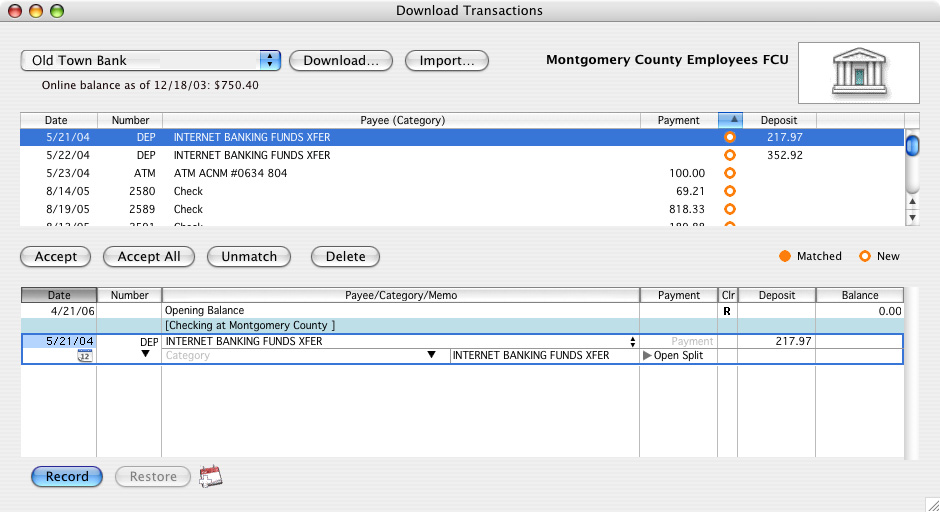 Download Transactions
Old Town Bank Download... Import... Montgomery County Employees FCU
Online balance as of 12/18/03: $750.40
Date Number Payee (Category) Payment Deposit
5/21/04 DEP INTERNET BANKING FUNDS XFER 217.97
5/22/04 DEP INTERNET BANKING FUNDS XFER 352.92
5/23/04 ATM ATM ACNM #0634 804 100.00
8/14/05 2580 Check 69.21
8/19/05 2589 Check 818.33
Accept Accept All Unmatch Delete Matched New
Date Number Payee/Category/Memo Payment Clr Deposit Balance
4/21/06 Opening Balance R 0.00
[Checking at Montgomery County ]
5/21/04 DEP INTERNET BANKING FUNDS XFER Payment 217.97
12 Category INTERNET BANKING FUNDS XFER Open Split
Record Restore